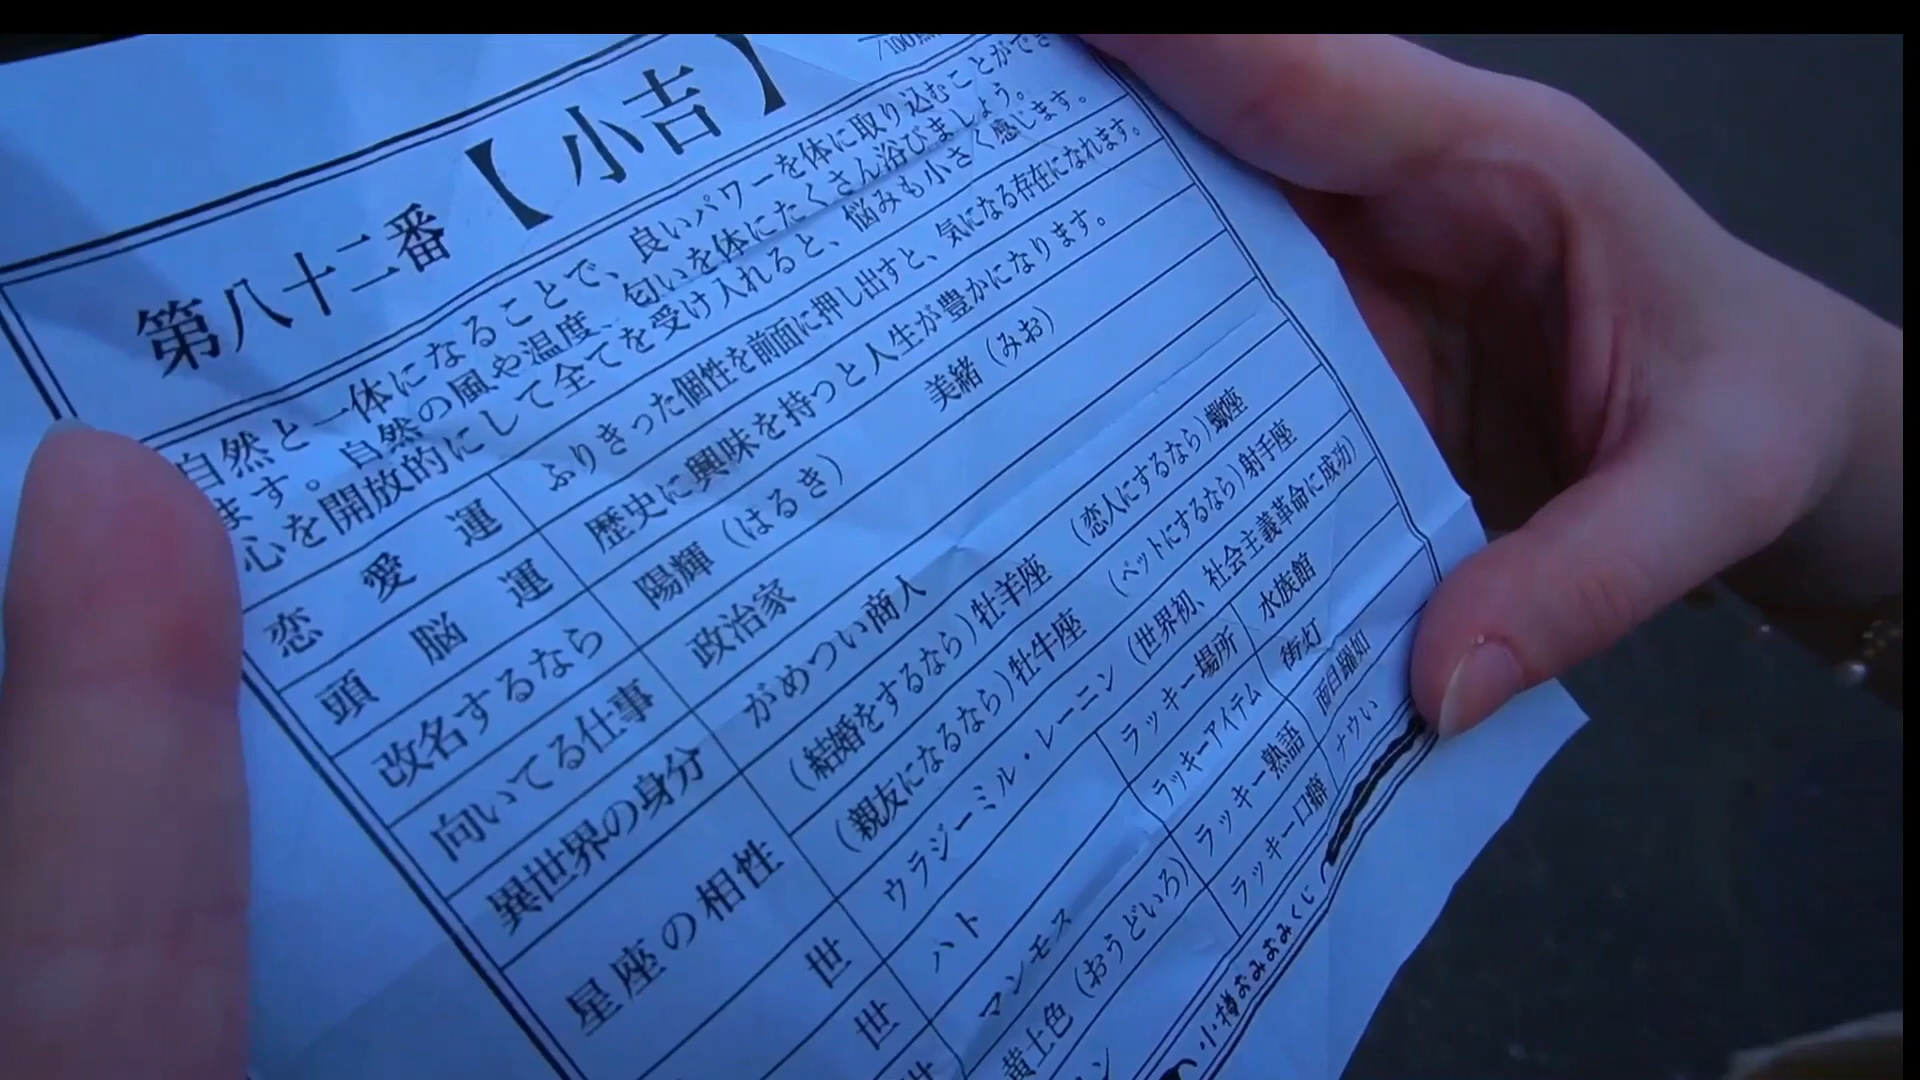 /100点
第八十二番【小吉】
自然と一体になることで、良いパワーを体に取り込むことができ
ます。自然の風や温度、匂いを体にたくさん浴びましょう。
心を開放的にして全てを受け入れると、悩みも小さく感じます。
恋愛運 ふりきった個性を前面に押し出すと、気になる存在になれます。
頭脳運 歴史に興味を持つと人生が豊かになります。
改名するなら 陽輝（はるき） 美緒（みお）
向いてる仕事 政治家
異世界の身分 がめつい商人
星座の相性 （結婚をするなら）牡羊座 （恋人にするなら）蠍座
（親友になるなら）牡牛座 （ペットにするなら）射手座
世 ウラジーミル・レーニン（世界初、社会主義革命に成功）
世 ハト
世 マンモス
黄土色（おうどいろ）
ン
ラッキー場所 水族館
ラッキーアイテム 街灯
ラッキー熟語 面目躍如
ラッキー口癖 ナウい
小樽おみおみくじ